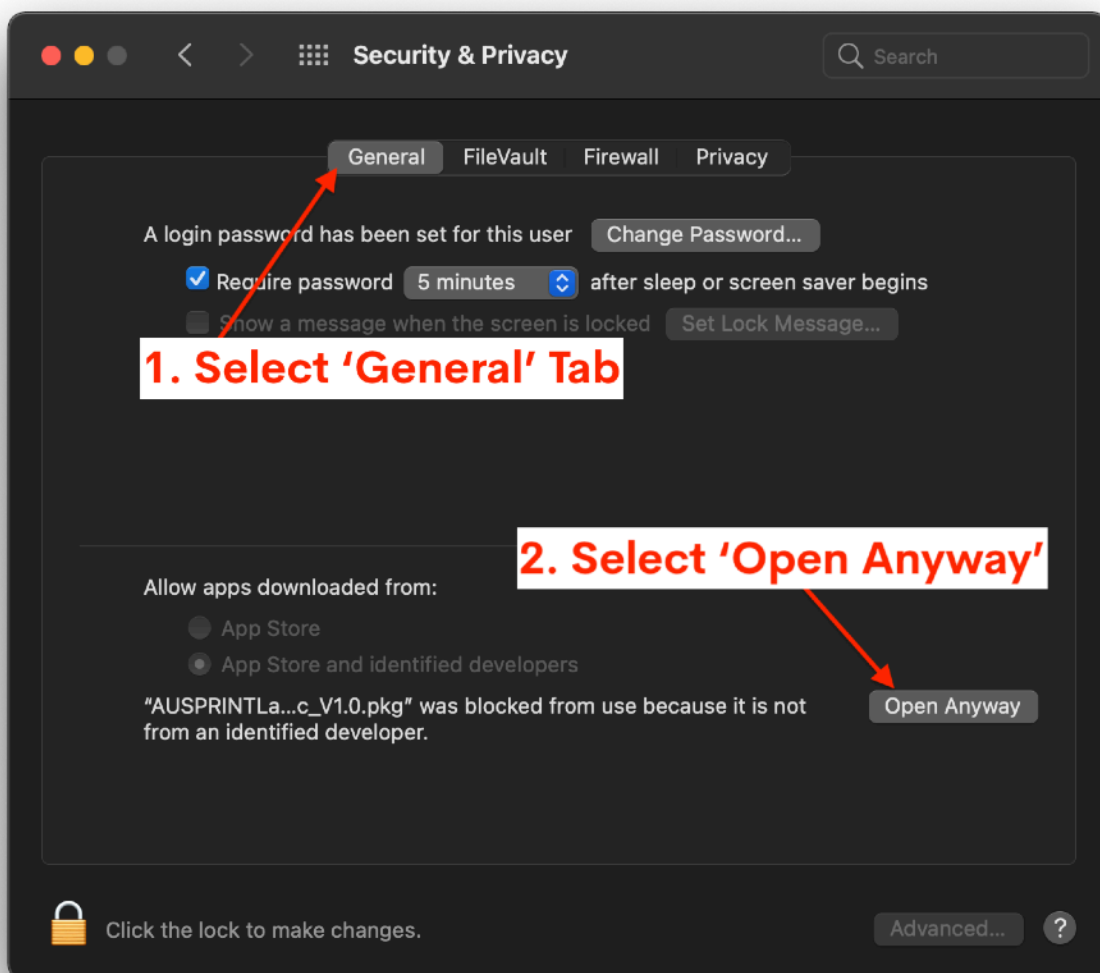 Security & Privacy
Search
General FileVault Firewall Privacy
A login password has been set for this user Change Password...
Require password 5 minutes after sleep or screen saver begins
Show a message when the screen is locked Set Lock Message...
1. Select ‘General’ Tab
2. Select ‘Open Anyway’
Allow apps downloaded from:
App Store
App Store and identified developers
“AUSPRINTLa...c_V1.0.pkg” was blocked from use because it is not Open Anyway
from an identified developer.
Click the lock to make changes. Advanced... ?